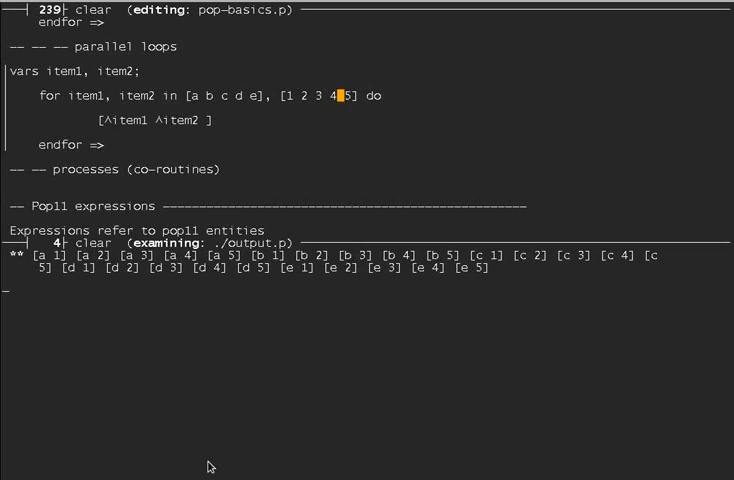 239 clear (editing: pop-basics.p)
endfor =>
-- -- -- parallel loops
vars item1, item2;
for item1, item2 in [a b c d e], [1 2 3 4 5] do
[^item1 ^item2 ]
endfor =>
-- -- processes (co-routines)
-- Pop11 expressions -------------------------------------------------
Expressions refer to pop11 entities
4 clear (examining: ./output.p)
** [a 1] [a 2] [a 3] [a 4] [a 5] [b 1] [b 2] [b 3] [b 4] [b 5] [c 1] [c 2] [c 3] [c 4] [c
5] [d 1] [d 2] [d 3] [d 4] [d 5] [e 1] [e 2] [e 3] [e 4] [e 5]